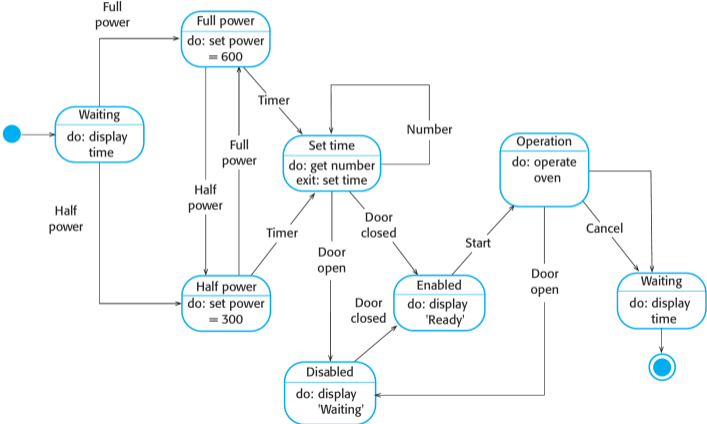 Full
power
Full power
do: set power
= 600
Waiting
do: display
time
Timer
Full
power
Half
power
Half
power
Set time
do: get number
exit: set time
Number
Operation
do: operate
oven
Timer
Door
open
Door
closed
Start
Cancel
Half power
do: set power
= 300
Door
closed
Enabled
do: display
'Ready'
Door
open
Waiting
do: display
time
Disabled
do: display
'Waiting'